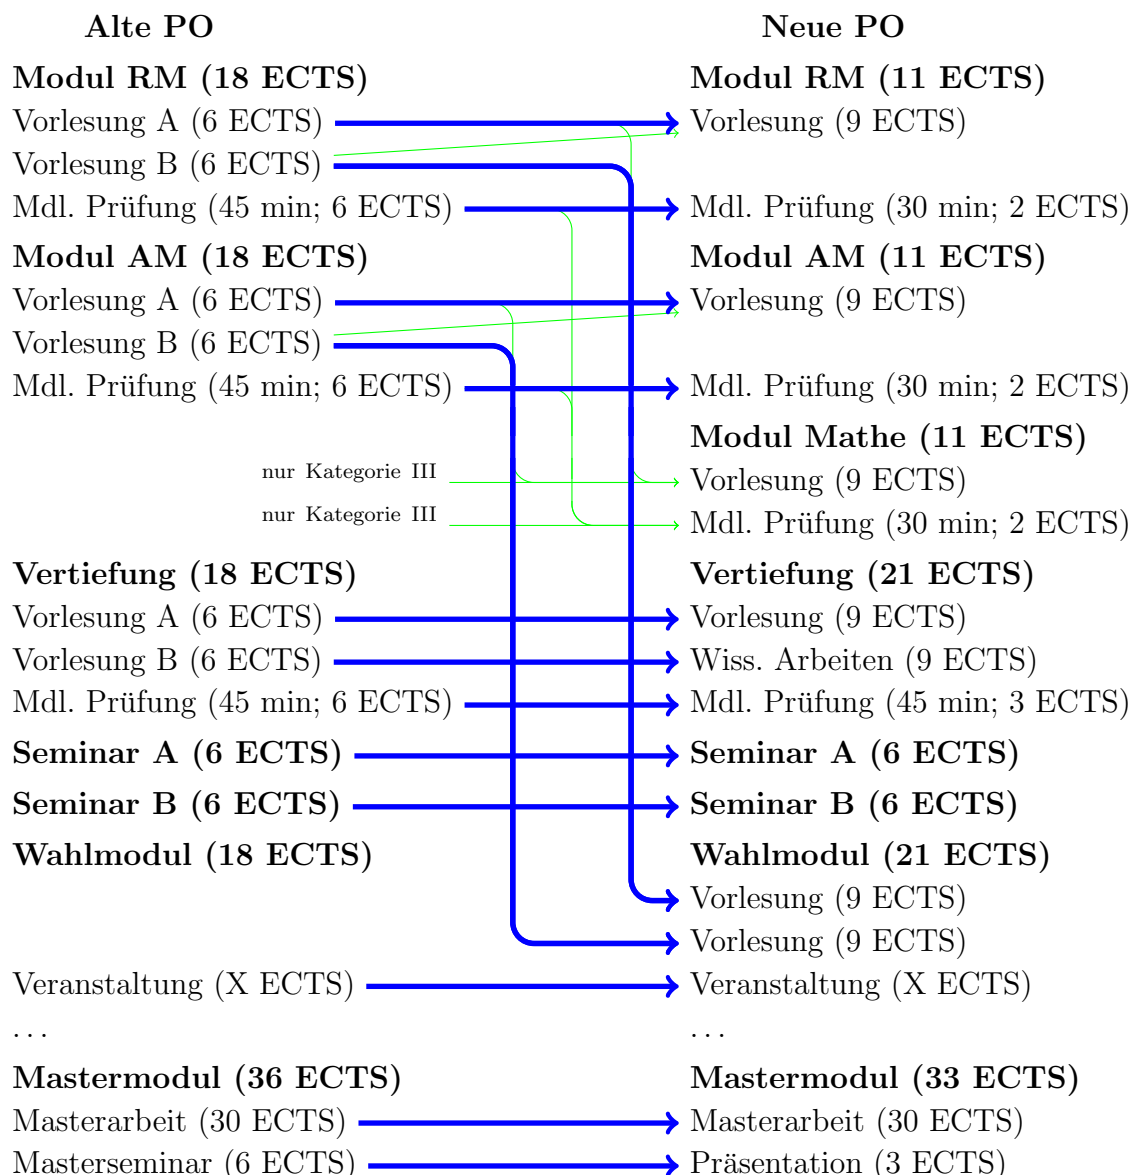 Alte PO Neue PO
Modul RM (18 ECTS) Modul RM (11 ECTS)
Vorlesung A (6 ECTS) Vorlesung (9 ECTS)
Vorlesung B (6 ECTS)
Mdl. Prüfung (45 min; 6 ECTS) Mdl. Prüfung (30 min; 2 ECTS)
Modul AM (18 ECTS) Modul AM (11 ECTS)
Vorlesung A (6 ECTS) Vorlesung (9 ECTS)
Vorlesung B (6 ECTS)
Mdl. Prüfung (45 min; 6 ECTS) Mdl. Prüfung (30 min; 2 ECTS)
Modul Mathe (11 ECTS)
nur Kategorie III Vorlesung (9 ECTS)
nur Kategorie III Mdl. Prüfung (30 min; 2 ECTS)
Vertiefung (18 ECTS) Vertiefung (21 ECTS)
Vorlesung A (6 ECTS) Vorlesung (9 ECTS)
Vorlesung B (6 ECTS) Wiss. Arbeiten (9 ECTS)
Mdl. Prüfung (45 min; 6 ECTS) Mdl. Prüfung (45 min; 3 ECTS)
Seminar A (6 ECTS) Seminar A (6 ECTS)
Seminar B (6 ECTS) Seminar B (6 ECTS)
Wahlmodul (18 ECTS) Wahlmodul (21 ECTS)
Vorlesung (9 ECTS)
Vorlesung (9 ECTS)
Veranstaltung (X ECTS) Veranstaltung (X ECTS)
... ...
Mastermodul (36 ECTS) Mastermodul (33 ECTS)
Masterarbeit (30 ECTS) Masterarbeit (30 ECTS)
Masterseminar (6 ECTS) Präsentation (3 ECTS)